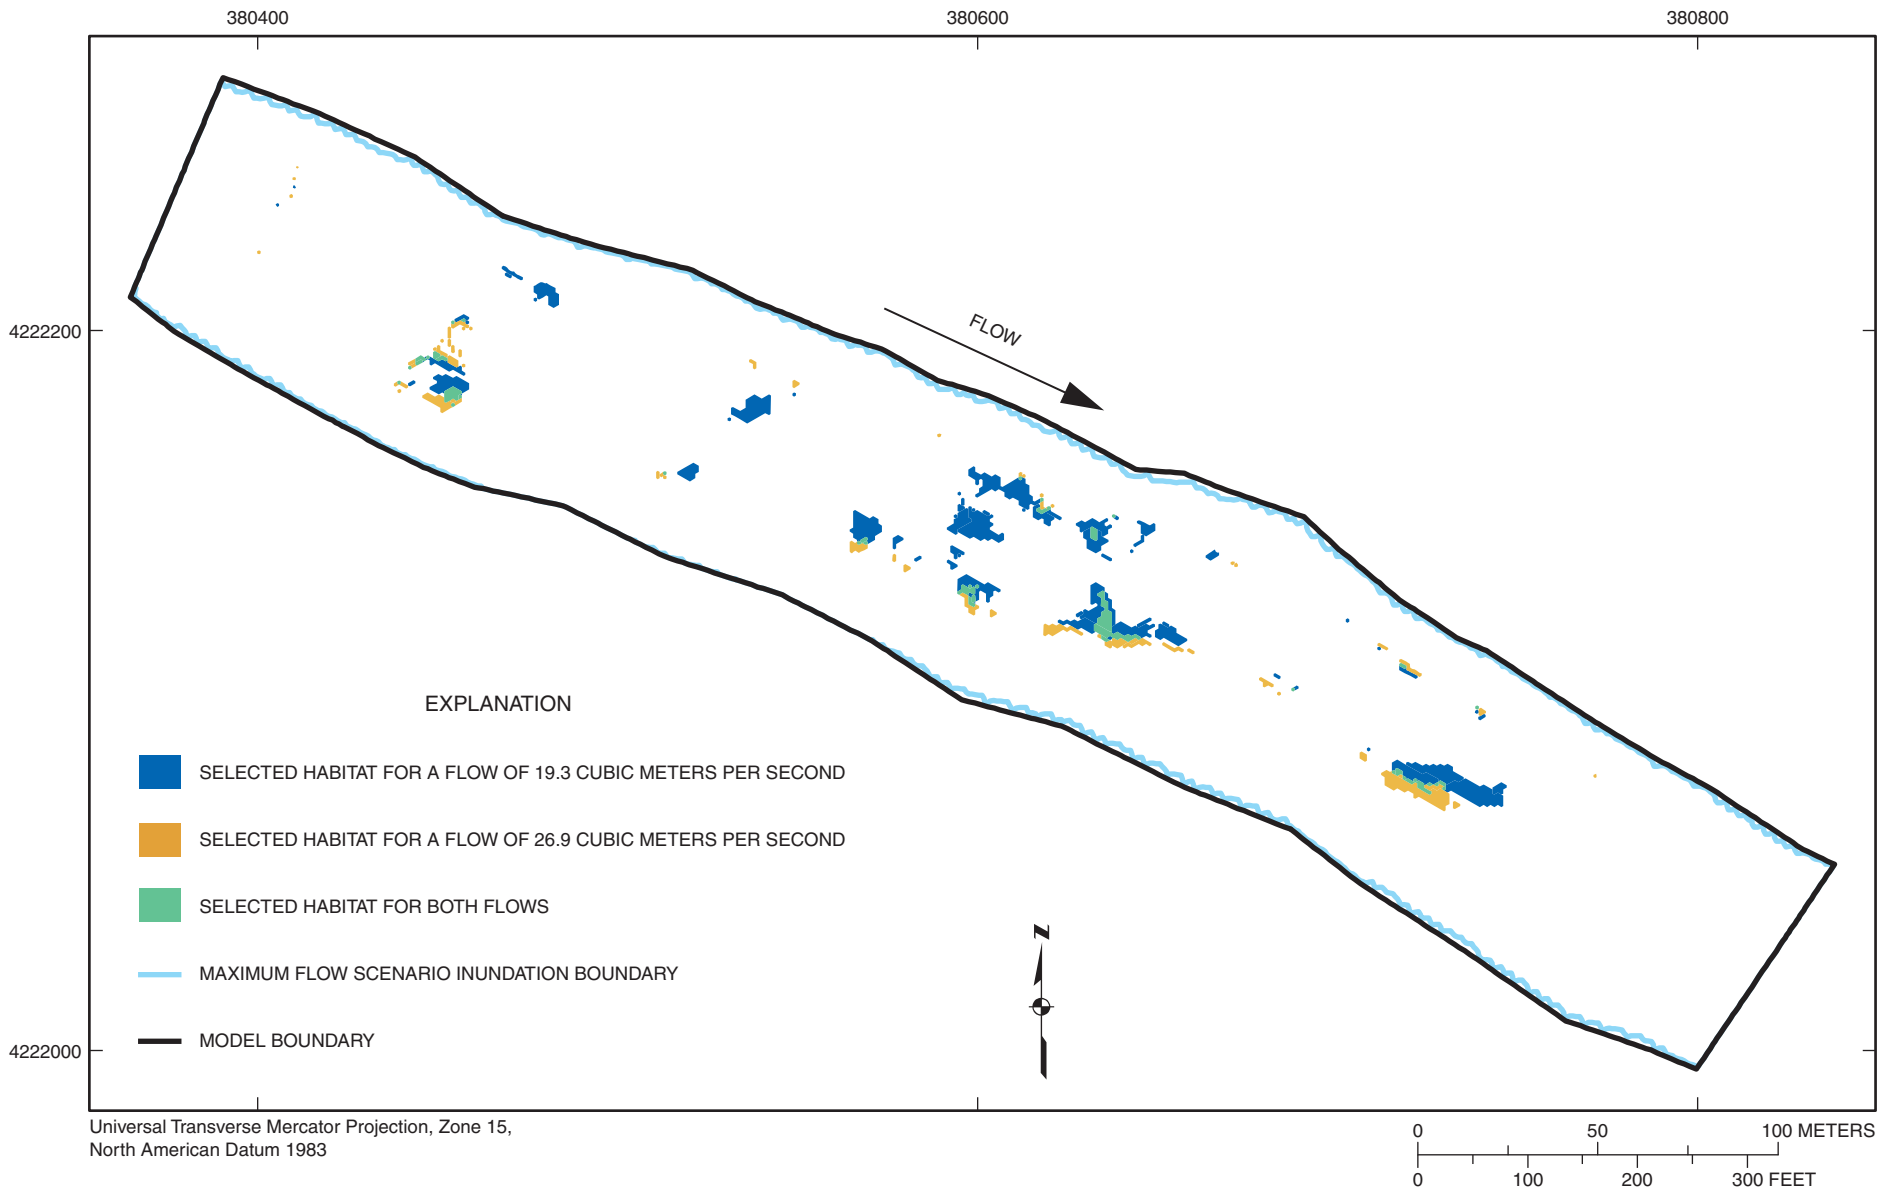 380400
380600
380800
4222200
FLOW
EXPLANATION
SELECTED HABITAT FOR A FLOW OF 19.3 CUBIC METERS PER SECOND
SELECTED HABITAT FOR A FLOW OF 26.9 CUBIC METERS PER SECOND
SELECTED HABITAT FOR BOTH FLOWS
MAXIMUM FLOW SCENARIO INUNDATION BOUNDARY
MODEL BOUNDARY
N
4222000
Universal Transverse Mercator Projection, Zone 15,
North American Datum 1983
0 50 100 METERS
0 100 200 300 FEET